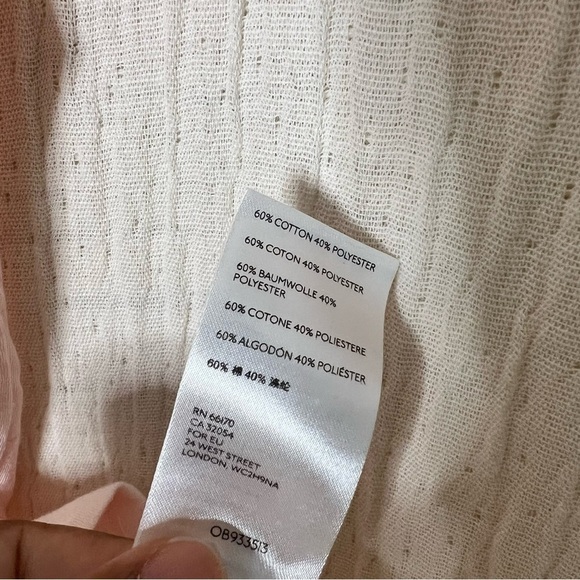 60% COTTON 40% POLYESTER
60% COTON 40% POLYESTER
60% BAUMWOLLE 40%
POLYESTER
60% COTONE 40% POLIESTERE
60% ALGODÓN 40% POLIÉSTER
60% 棉 40% 涤纶
RN 66170
CA 32054
FOR EU
24 WEST STREET
LONDON, WC2H9NA
OB933513